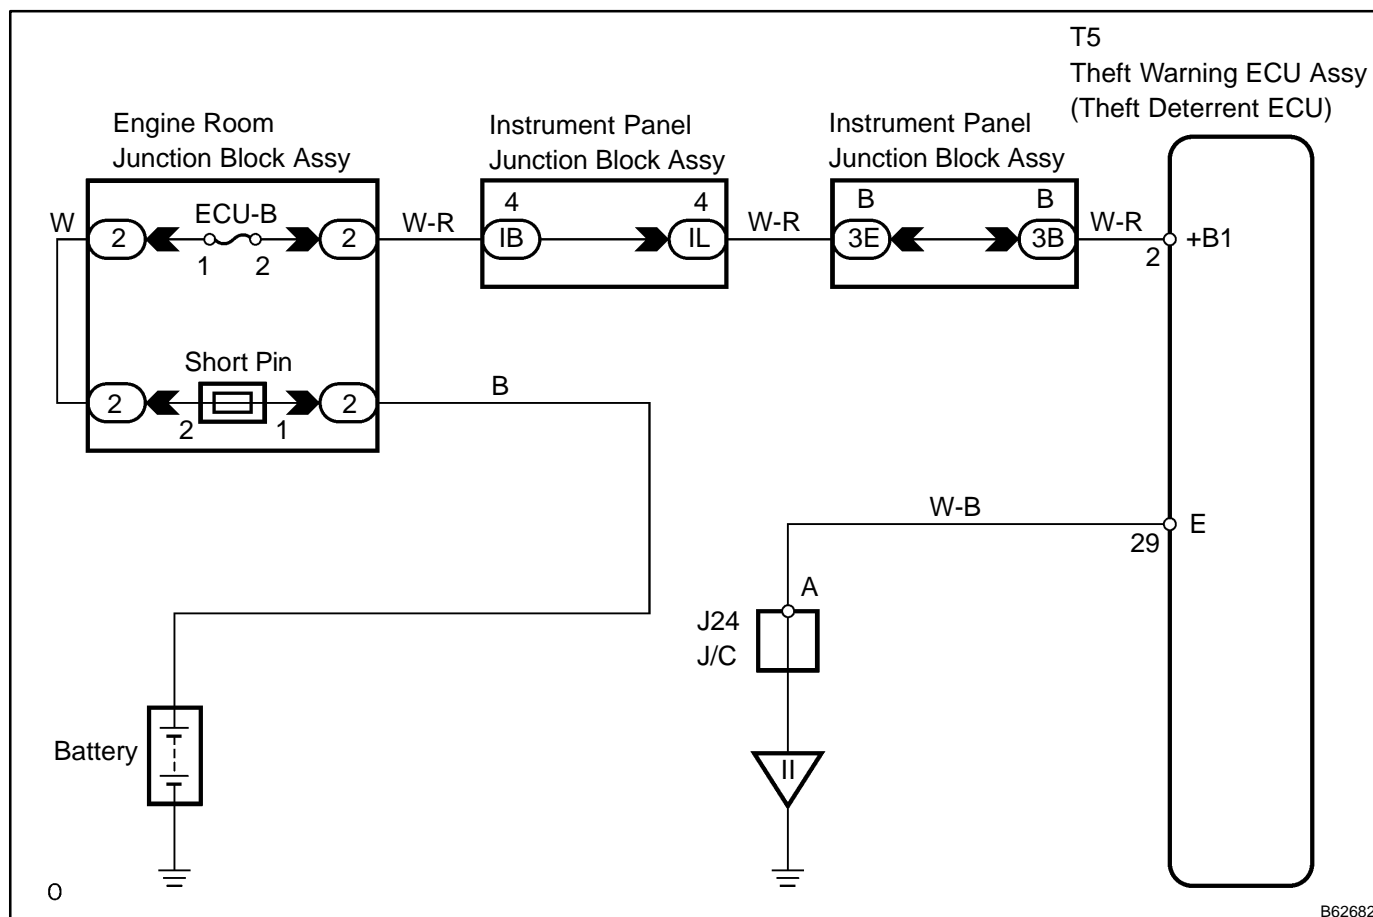 T5
Theft Warning ECU Assy
(Theft Deterrent ECU)
Engine Room
Junction Block Assy
Instrument Panel
Junction Block Assy
Instrument Panel
Junction Block Assy
W
2
ECU-B
1 2
2
W-R
4
IB
4
IL
W-R
B
3E
B
3B
W-R
2
+B1
Short Pin
2
2 1
2
B
W-B
29
E
A
J24
J/C
II
Battery
0
B62682